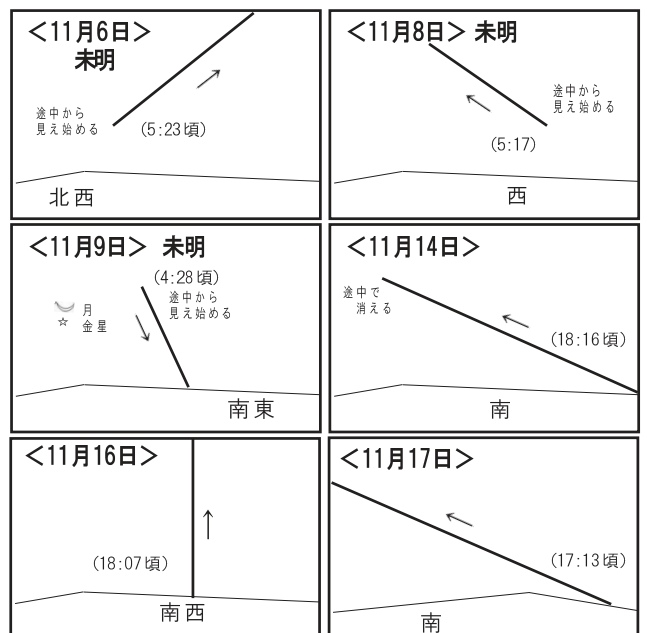 <11月6日>
未明
途中から
見え始める
(5:23頃)
北西
<11月8日> 未明
途中から
見え始める
(5:17)
西
<11月9日> 未明
(4:28頃)
途中から
見え始める
月
金星
南東
<11月14日>
途中で
消える
(18:16頃)
南
<11月16日>
(18:07頃)
南西
<11月17日>
(17:13頃)
南